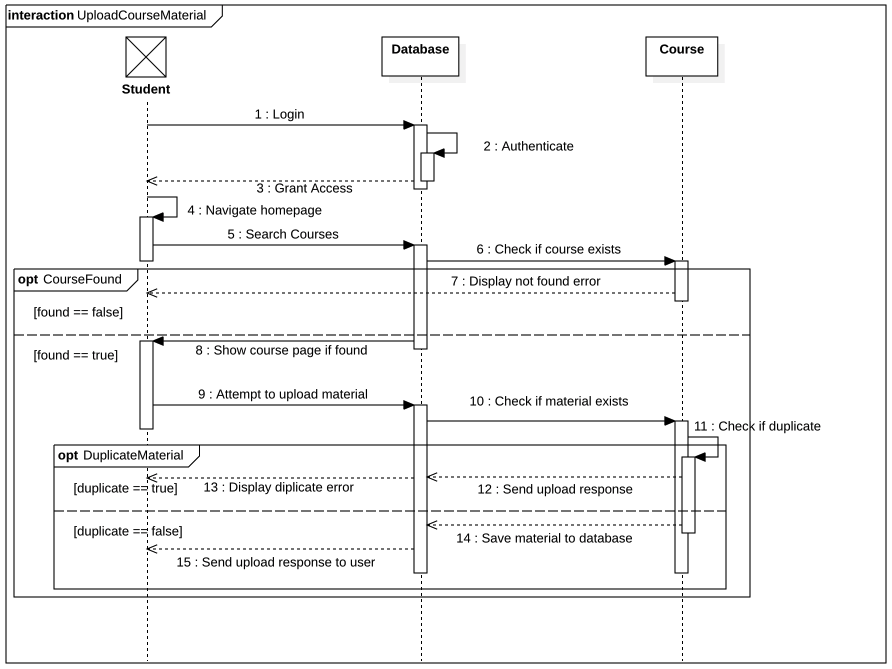 interaction UploadCourseMaterial
Student
Database
Course
1 : Login
2 : Authenticate
3 : Grant Access
4 : Navigate homepage
5 : Search Courses
6 : Check if course exists
opt CourseFound
7 : Display not found error
[found == false]
[found == true]
8 : Show course page if found
9 : Attempt to upload material
10 : Check if material exists
11 : Check if duplicate
opt DuplicateMaterial
[duplicate == true]
13 : Display diplicate error
12 : Send upload response
[duplicate == false]
14 : Save material to database
15 : Send upload response to user